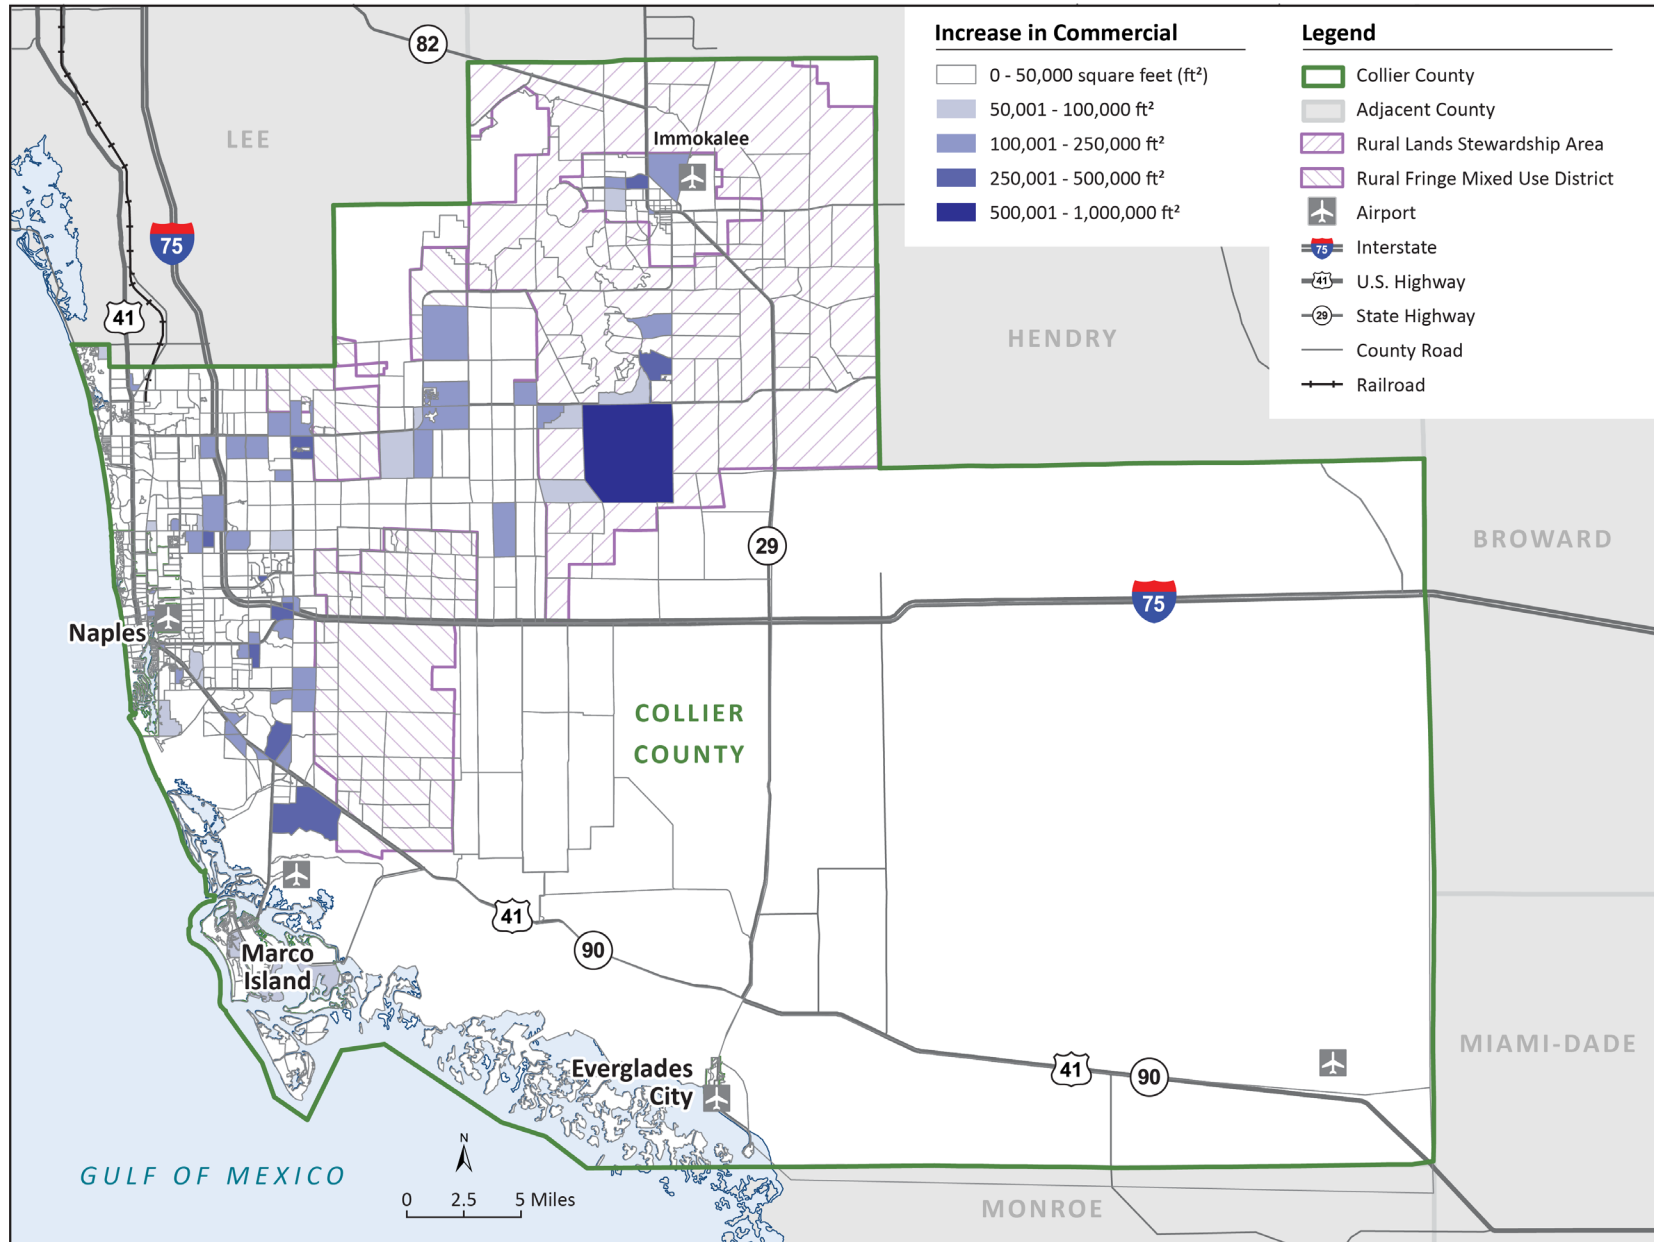 Increase in Commercial
0 - 50,000 square feet (ft²)
50,001 - 100,000 ft²
100,001 - 250,000 ft²
250,001 - 500,000 ft²
500,001 - 1,000,000 ft²
Legend
Collier County
Adjacent County
Rural Lands Stewardship Area
Rural Fringe Mixed Use District
Airport
75 Interstate
41 U.S. Highway
29 State Highway
County Road
Railroad
82
LEE
Immokalee
75
41
HENDRY
BROWARD
29
75
Naples
COLLIER
COUNTY
41
90
Marco
Island
MIAMI-DADE
Everglades
City
41
90
N
GULF OF MEXICO
0 2.5 5 Miles
MONROE